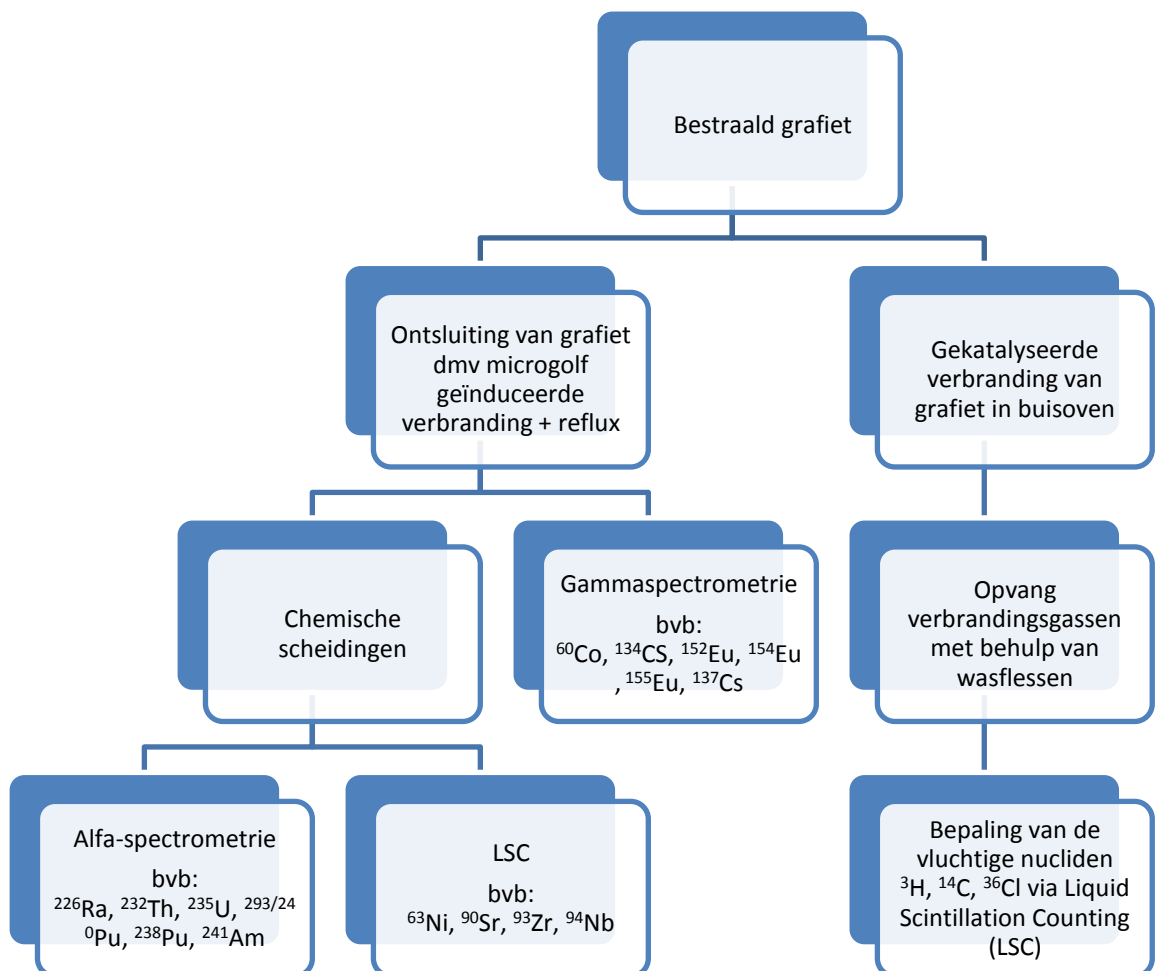 Bestraald grafiet
Ontsluiting van grafiet
dmv microgolf
geïnduceerde
verbranding + reflux
Gekatalyseerde
verbranding van
grafiet in buisoven
Chemische
scheidingen
Gammaspectrometrie
bvb:
⁶⁰Co, ¹³⁴CS, ¹⁵²Eu, ¹⁵⁴Eu
, ¹⁵⁵Eu, ¹³⁷Cs
Opvang
verbrandingsgassen
met behulp van
wasflessen
Alfa-spectrometrie
bvb:
²²⁶Ra, ²³²Th, ²³⁵U, ²⁹³/²⁴
⁰Pu, ²³⁸Pu, ²⁴¹Am
LSC
bvb:
⁶³Ni, ⁹⁰Sr, ⁹³Zr, ⁹⁴Nb
Bepaling van de
vluchtige nucliden
³H, ¹⁴C, ³⁶Cl via Liquid
Scintillation Counting
(LSC)